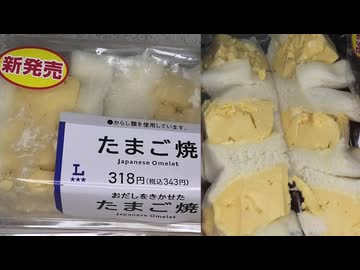 新発売
●からし類を使用しています。
たまご焼
Japanese Omelet
L
★★★
318円(税込343円)
おだしをきかせた
たまご焼
Japanese Omelet